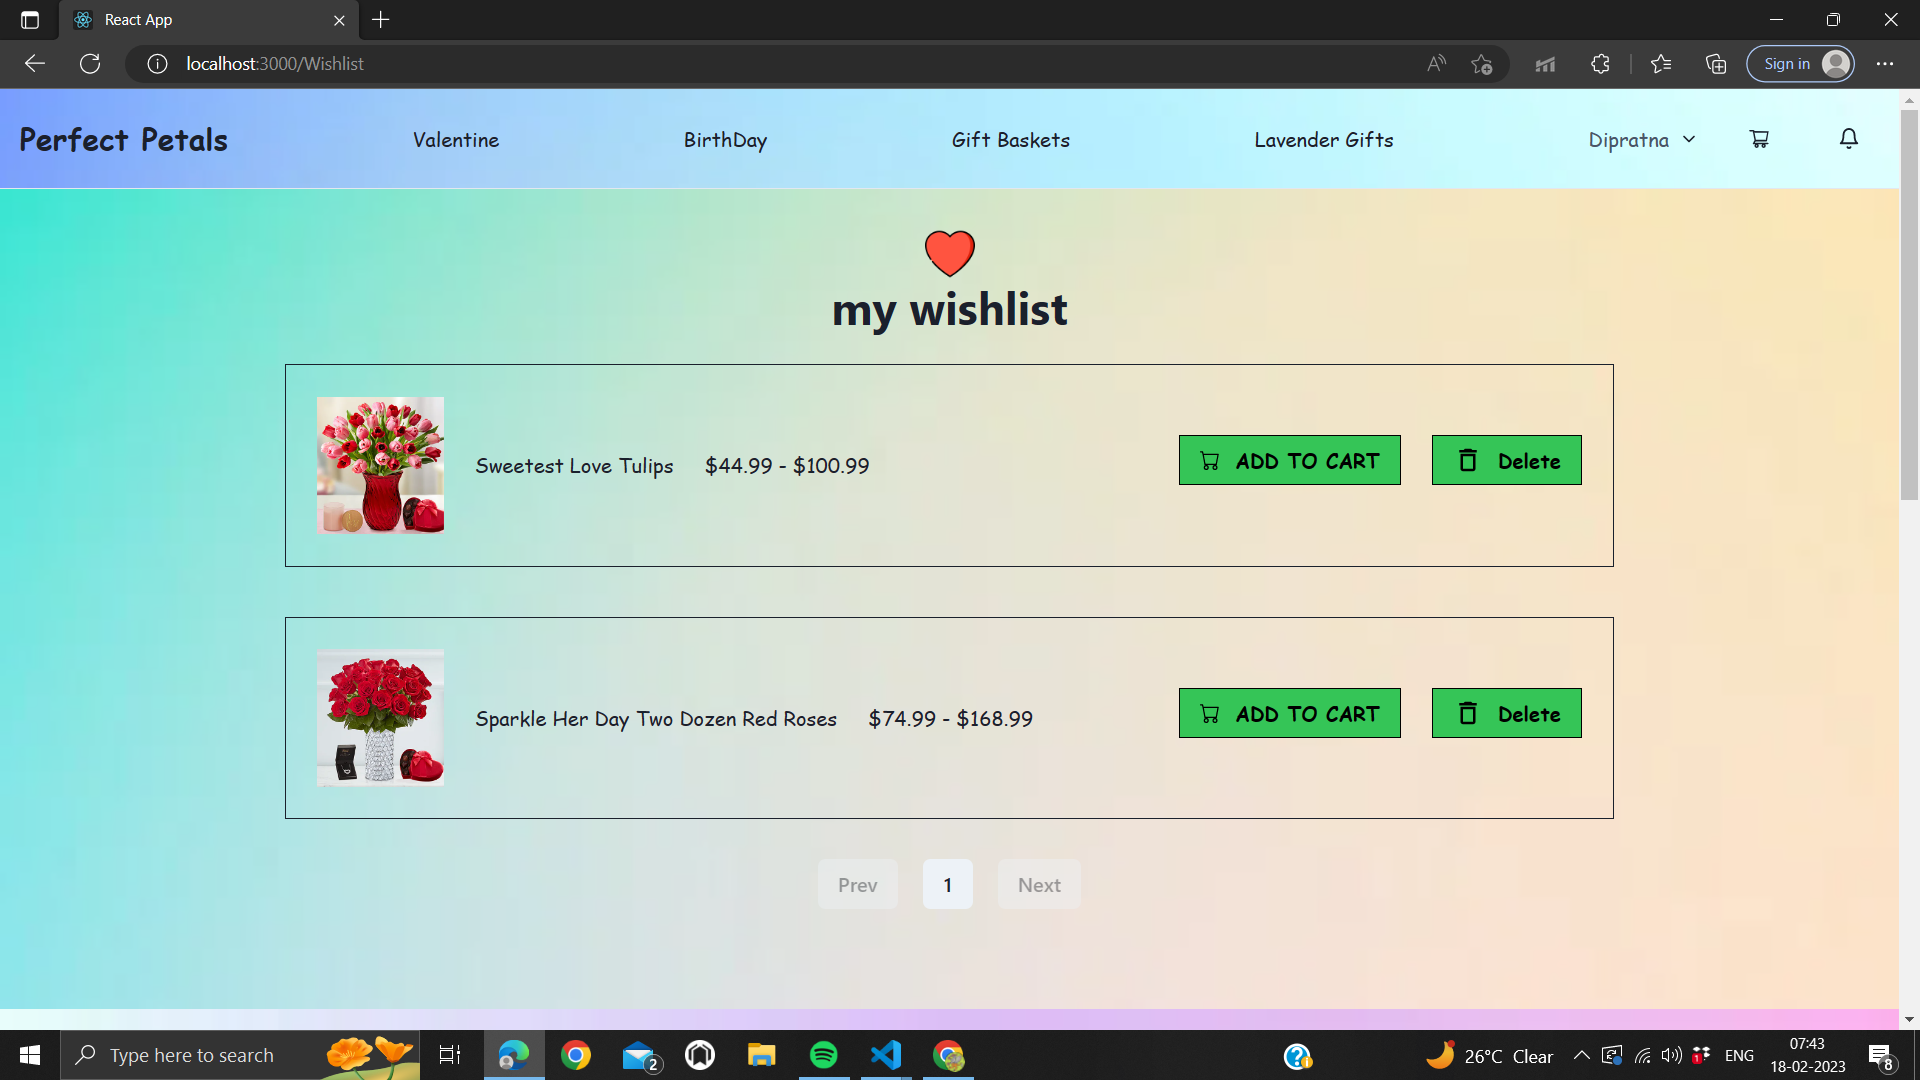 React App
localhost:3000/Wishlist
Sign in
Perfect Petals
Valentine
BirthDay
Gift Baskets
Lavender Gifts
Dipratna
my wishlist
Sweetest Love Tulips
$44.99 - $100.99
ADD TO CART
Delete
Sparkle Her Day Two Dozen Red Roses
$74.99 - $168.99
ADD TO CART
Delete
Prev
1
Next
Type here to search
2
26°C Clear
1
ENG
07:43
18-02-2023
8